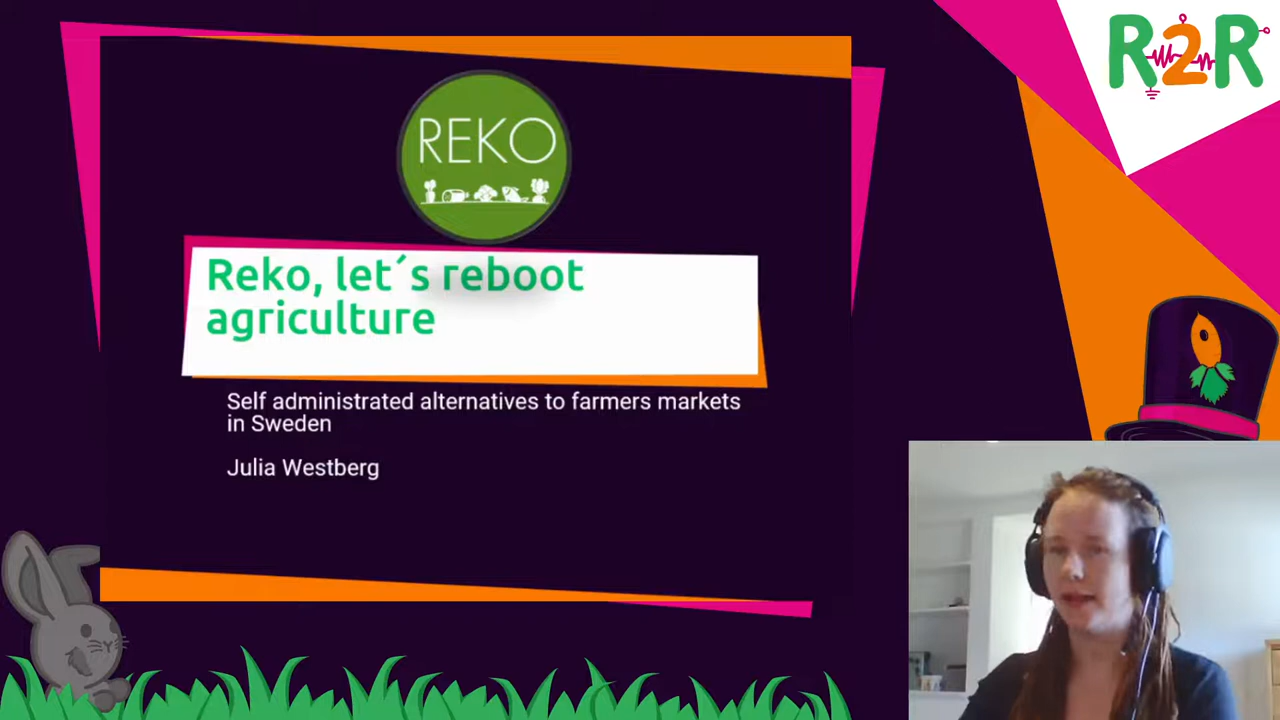 R2R
REKO
Reko, let´s reboot
agriculture
Self administrated alternatives to farmers markets
in Sweden
Julia Westberg